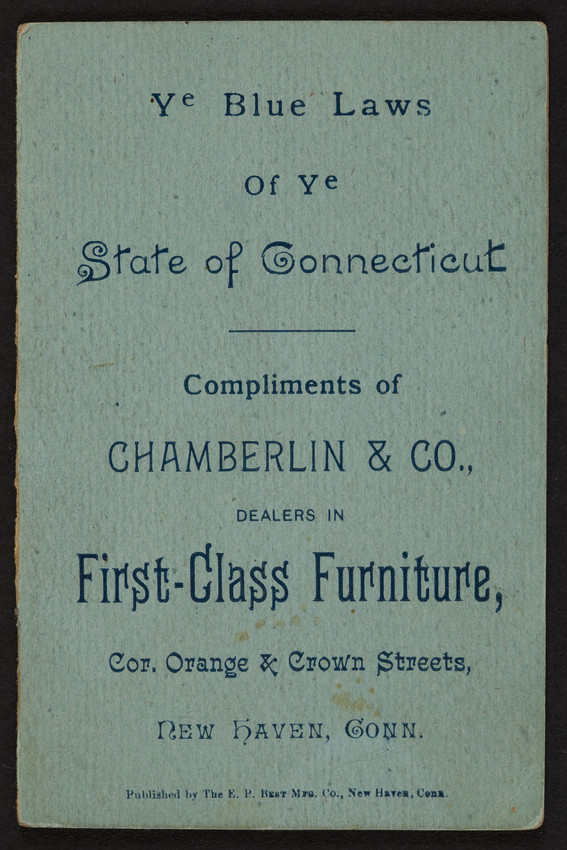 Ye Blue Laws
Of Ye
State of Connecticut
Compliments of
CHAMBERLIN & CO.,
DEALERS IN
First-Class Furniture,
Cor. Orange & Crown Streets,
NEW HAVEN, CONN.
Published by The E. P. BEST MFG. CO., New Haven, Conn.